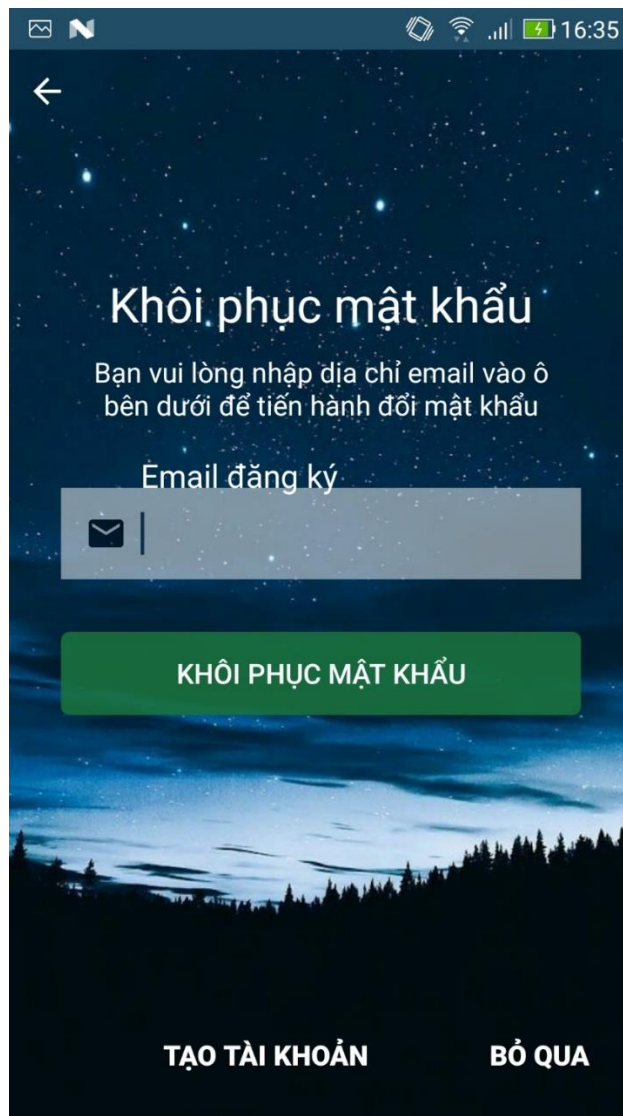 16:35
Khôi phục mật khẩu
Bạn vui lòng nhập dịa chỉ email vào ô
bên dưới để tiến hành đổi mật khẩu
Email đăng ký
KHÔI PHỤC MẬT KHẨU
TẠO TÀI KHOẢN
BỎ QUA